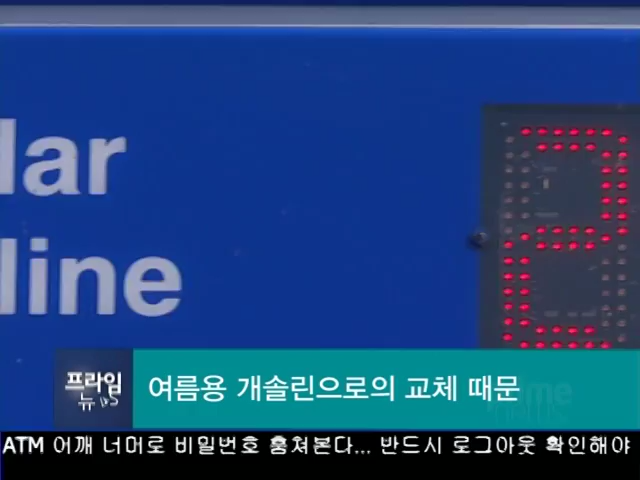 lar
line
2
프라임
뉴스
여름용 개솔린으로의 교체 때문
ATM 어깨 너머로 비밀번호 훔쳐본다... 반드시 로그아웃 확인해야